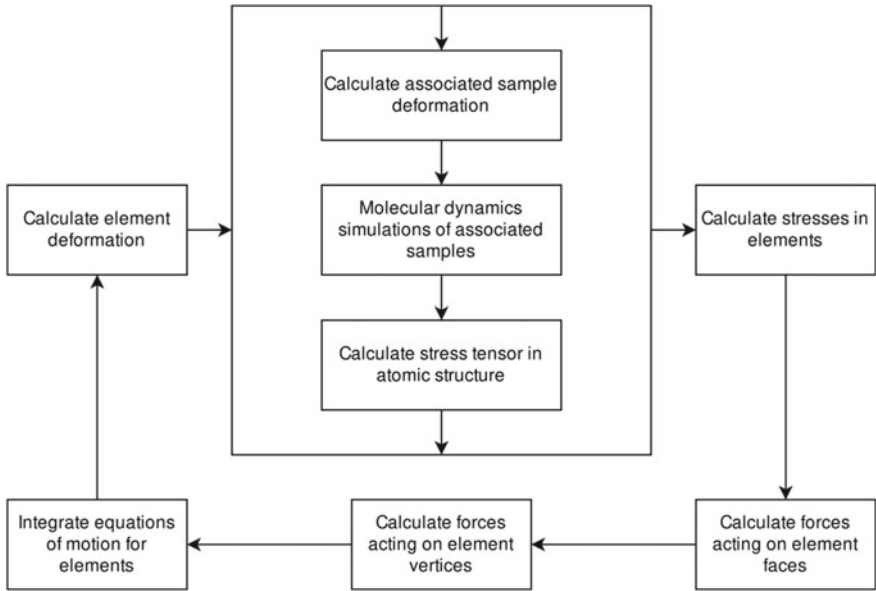 Calculate associated sample
deformation
Calculate element
deformation
Molecular dynamics
simulations of associated
samples
Calculate stresses in
elements
Calculate stress tensor in
atomic structure
Integrate equations
of motion for
elements
Calculate forces
acting on element
vertices
Calculate forces
acting on element
faces